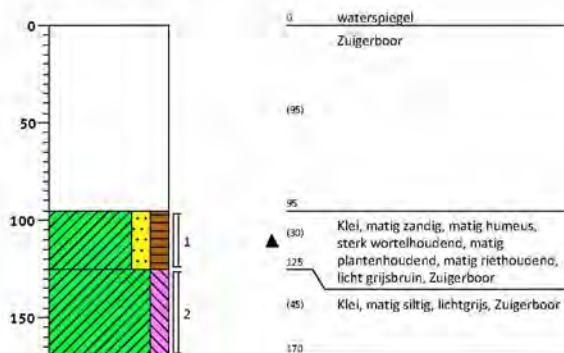 0
50
100
150
1
2
0 waterspiegel
Zuigerboor
(95)
95
(30) Klei, matig zandig, matig humeus,
sterk wortelhoudend, matig
plantenhoudend, matig riethoudend,
125 licht grijsbruin, Zuigerboor
(45) Klei, matig siltig, lichtgrijs, Zuigerboor
170